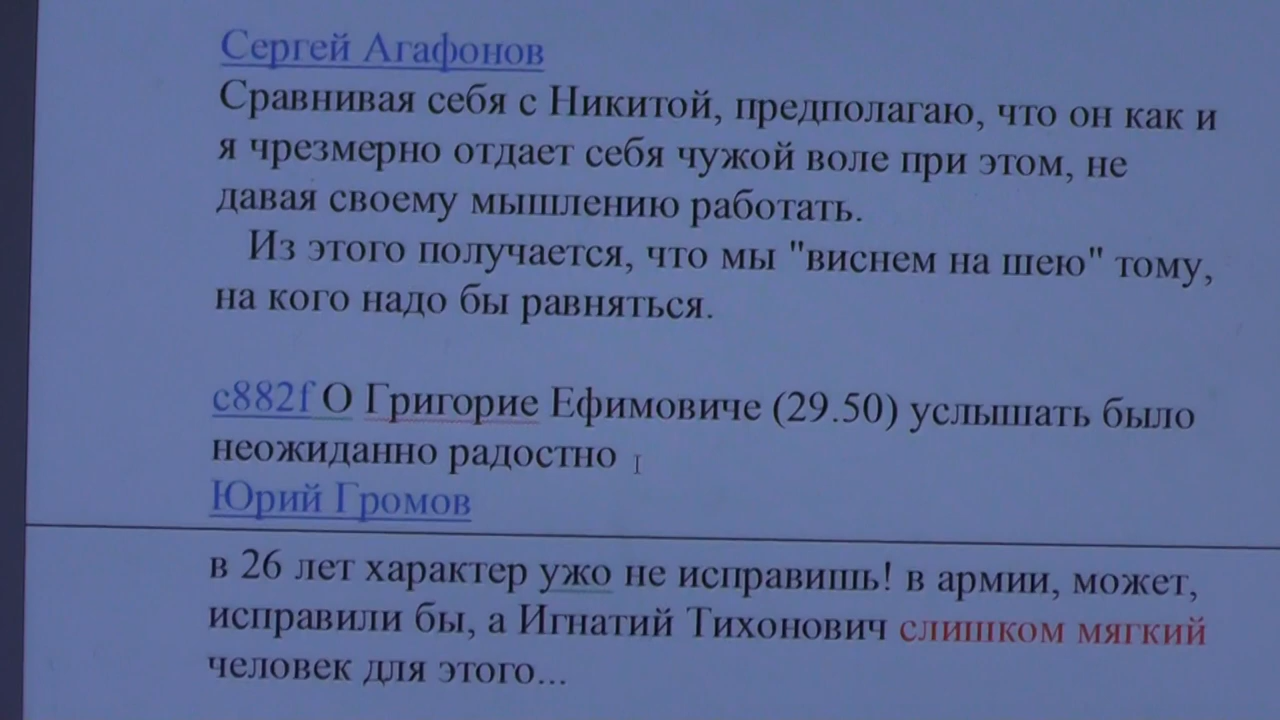 Сергей Агафонов
Сравнивая себя с Никитой, предполагаю, что он как и
я чрезмерно отдает себя чужой воле при этом, не
давая своему мышлению работать.
Из этого получается, что мы "виснем на шею" тому,
на кого надо бы равняться.
c882f О Григорие Ефимовиче (29.50) услышать было
неожиданно радостно
Юрий Громов
в 26 лет характер ужо не исправишь! в армии, может,
исправили бы, а Игнатий Тихонович слишком мягкий
человек для этого...